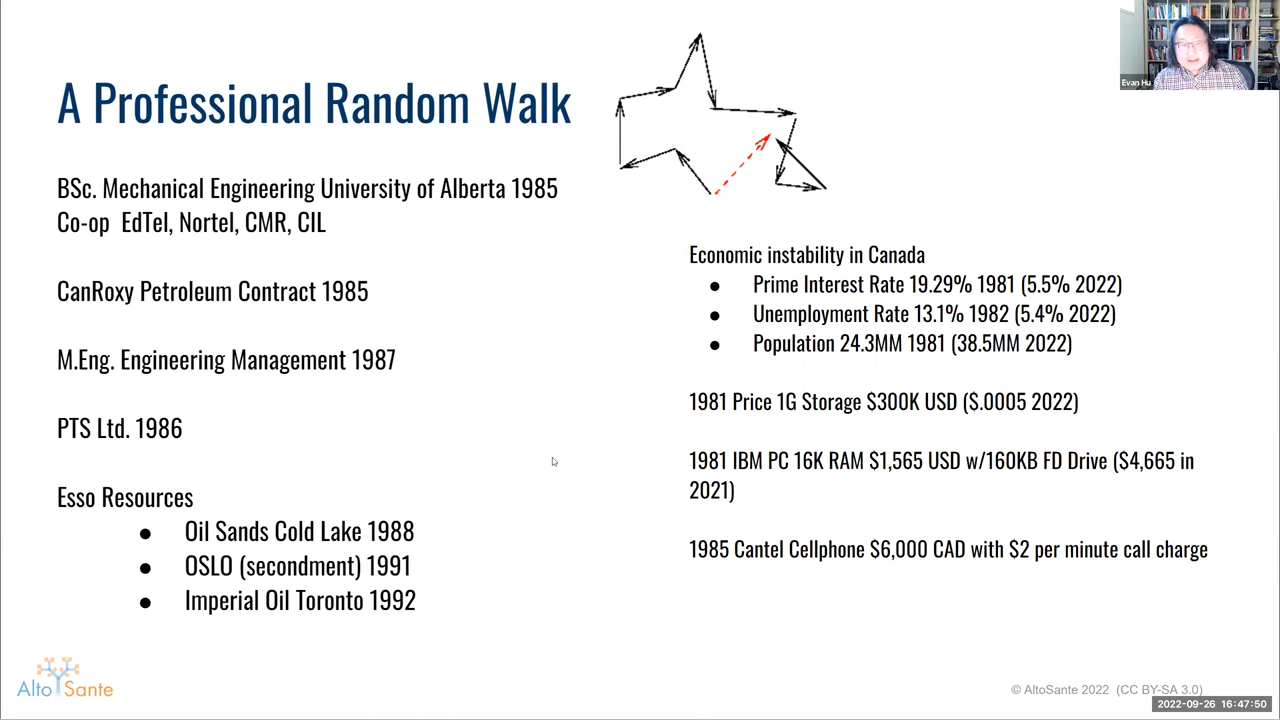 A Professional Random Walk
Evan Hu
BSc. Mechanical Engineering University of Alberta 1985
Co-op EdTel, Nortel, CMR, CIL
CanRoxy Petroleum Contract 1985
M.Eng. Engineering Management 1987
PTS Ltd. 1986
Esso Resources
● Oil Sands Cold Lake 1988
● OSLO (secondment) 1991
● Imperial Oil Toronto 1992
Economic instability in Canada
● Prime Interest Rate 19.29% 1981 (5.5% 2022)
● Unemployment Rate 13.1% 1982 (5.4% 2022)
● Population 24.3MM 1981 (38.5MM 2022)
1981 Price 1G Storage $300K USD ($.0005 2022)
1981 IBM PC 16K RAM $1,565 USD w/160KB FD Drive ($4,665 in
2021)
1985 Cantel Cellphone $6,000 CAD with $2 per minute call charge
Alto Sante
© AltoSante 2022 (CC BY-SA 3.0)
2022-09-26 16:47:50